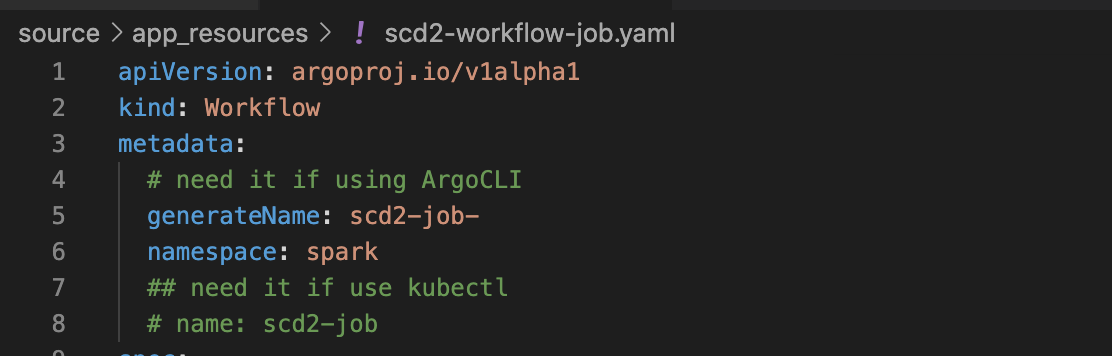 source > app_resources > ! scd2-workflow-job.yaml
1 apiVersion: argoproj.io/v1alpha1
2 kind: Workflow
3 metadata:
4 # need it if using ArgoCLI
5 generateName: scd2-job-
6 namespace: spark
7 ## need it if use kubectl
8 # name: scd2-job